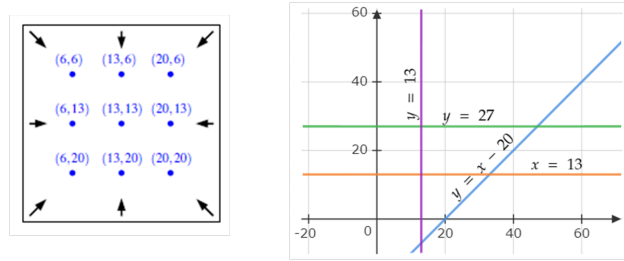 (6,6) (13,6) (20,6)
(6,13) (13,13) (20,13)
(6,20) (13,20) (20,20)
60
40
20
0
-20
20
40
60
y = 13
y = 27
y = x - 20
x = 13